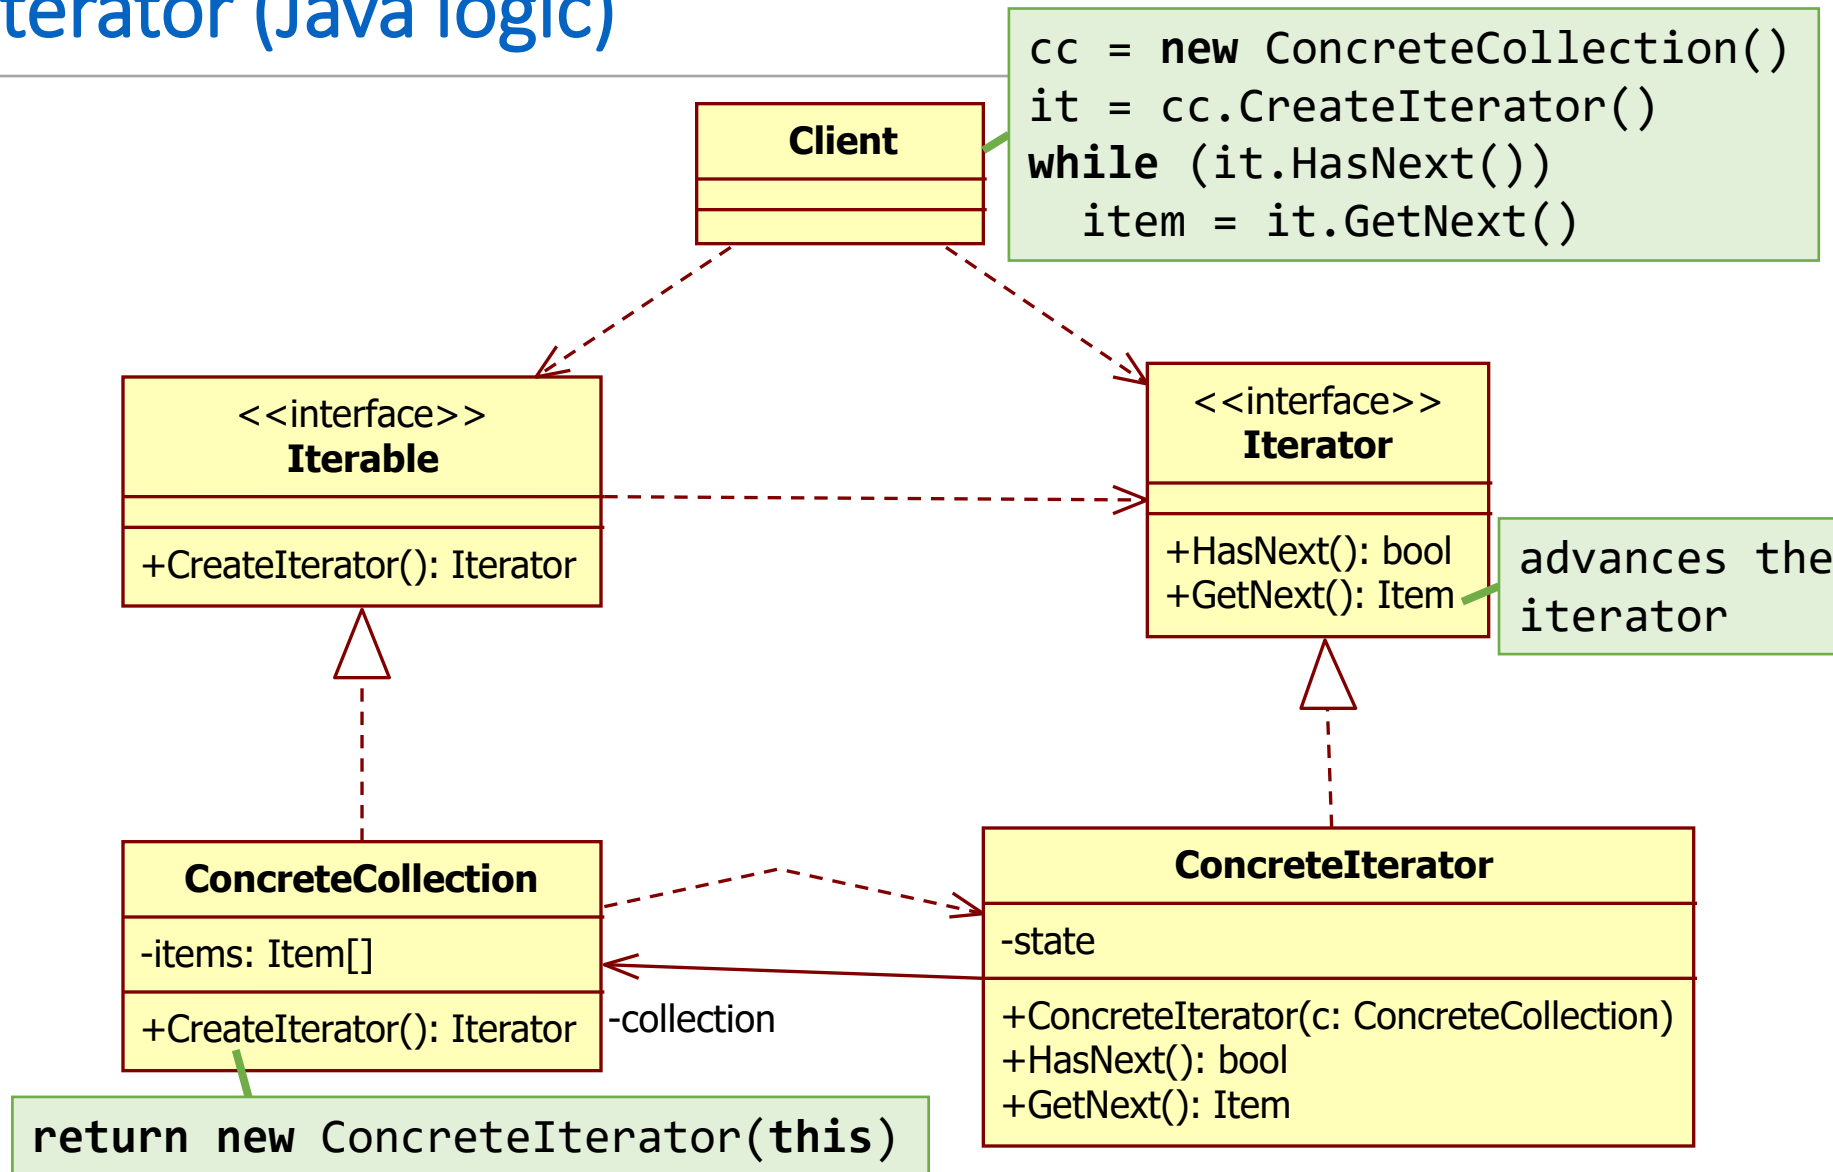 terator (Java logic)
cc = new ConcreteCollection()
it = cc.CreateIterator()
while (it.HasNext())
item = it.GetNext()
Client
<<interface>>
Iterable
+CreateIterator(): Iterator
<<interface>>
Iterator
+HasNext(): bool
+GetNext(): Item
advances the
iterator
ConcreteCollection
-items: Item[]
+CreateIterator(): Iterator
-collection
ConcreteIterator
-state
+ConcreteIterator(c: ConcreteCollection)
+HasNext(): bool
+GetNext(): Item
return new ConcreteIterator(this)